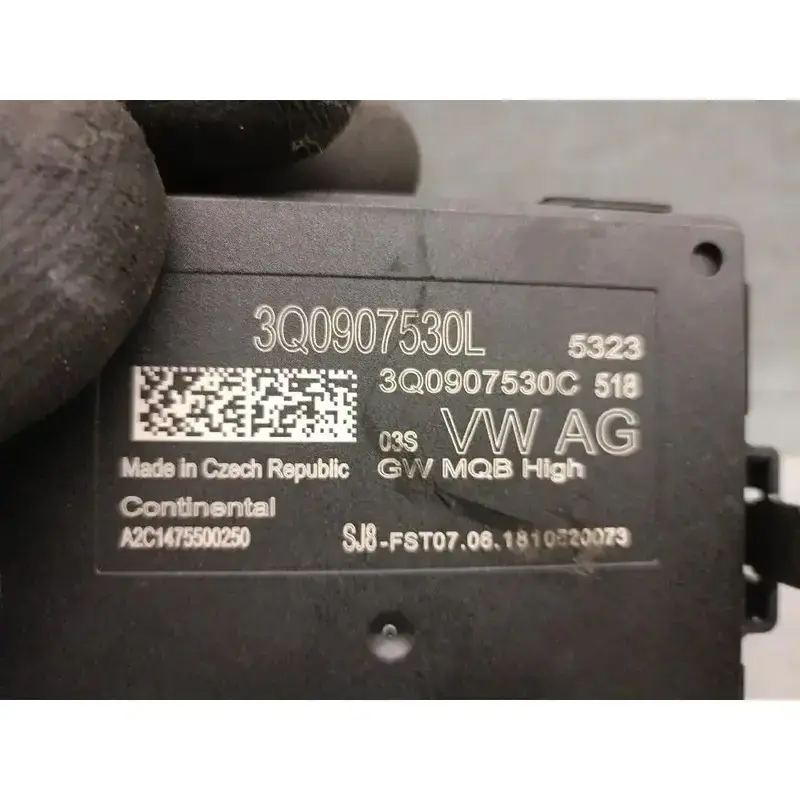 3Q0907530L 5323
3Q0907530C 518
03S VW AG
Made in Czech Republic GW MQB High
Continental
A2C1475500250 SJ8-FST07.06.1810520073